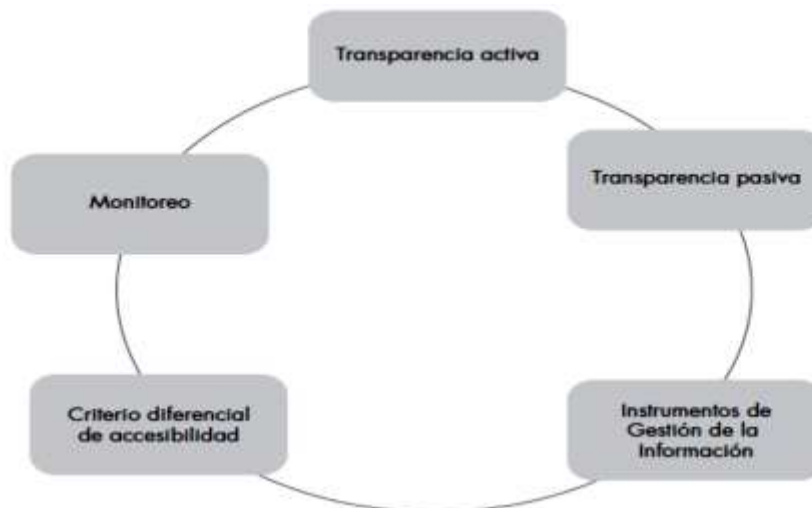 Transparencia activa
Transparencia pasiva
Monitoreo
Criterio diferencial
de accesibilidad
Instrumentos de
Gestión de la
Información